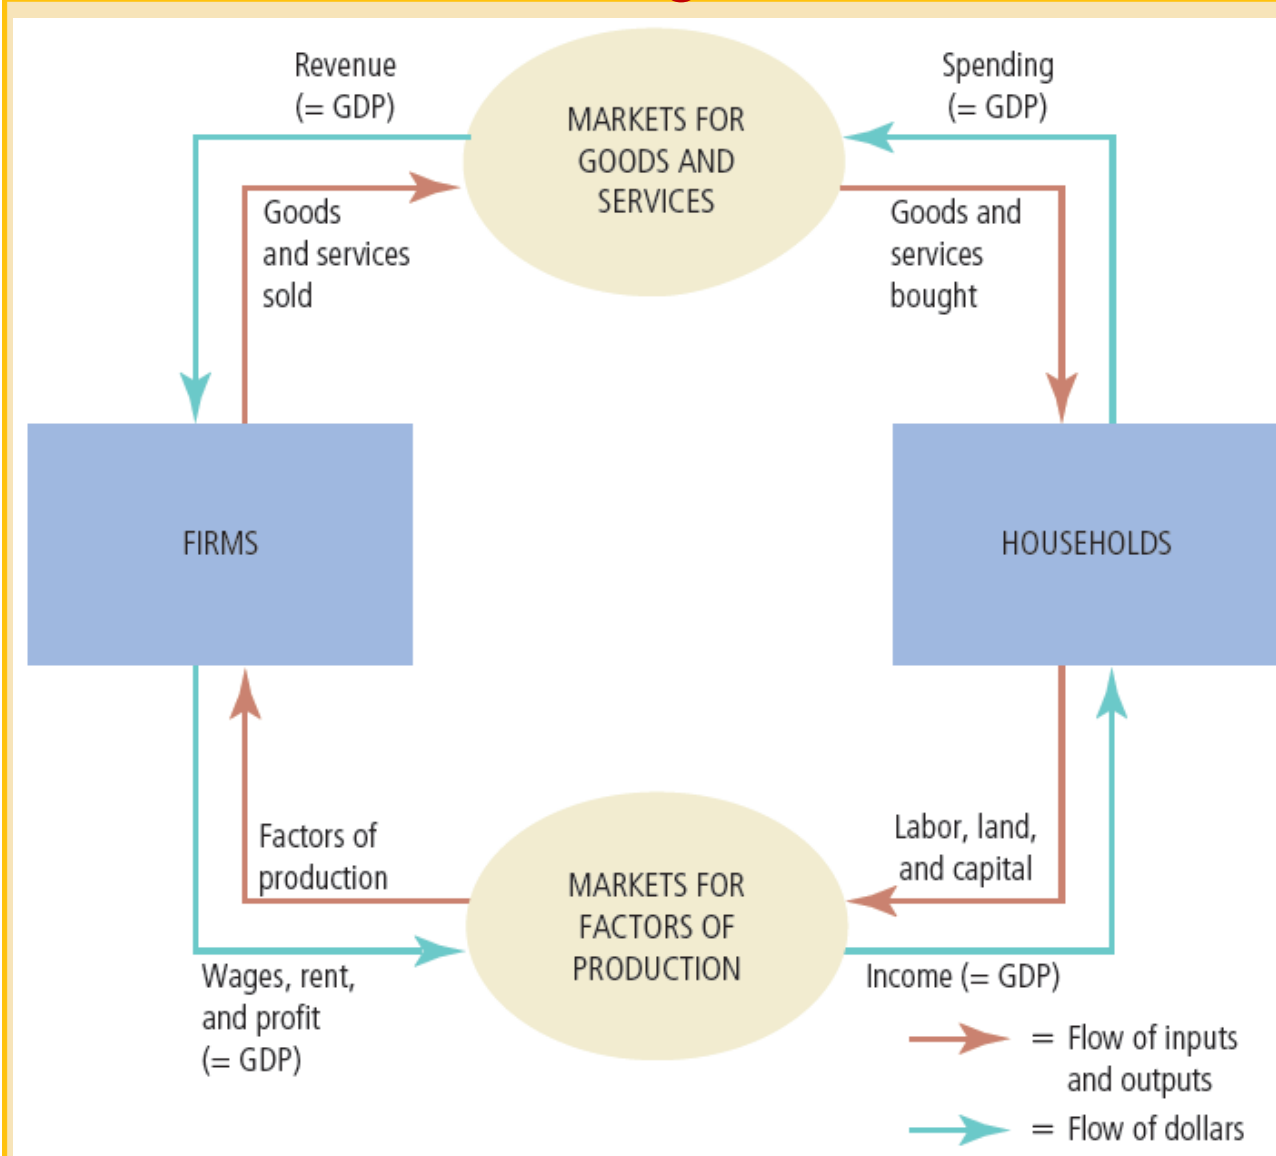 Revenue
(= GDP)
Spending
(= GDP)
MARKETS FOR
GOODS AND
SERVICES
Goods
and services
sold
Goods and
services
bought
FIRMS
HOUSEHOLDS
Factors of
production
Labor, land,
and capital
MARKETS FOR
FACTORS OF
PRODUCTION
Wages, rent,
and profit
(= GDP)
Income (= GDP)
= Flow of inputs
and outputs
= Flow of dollars